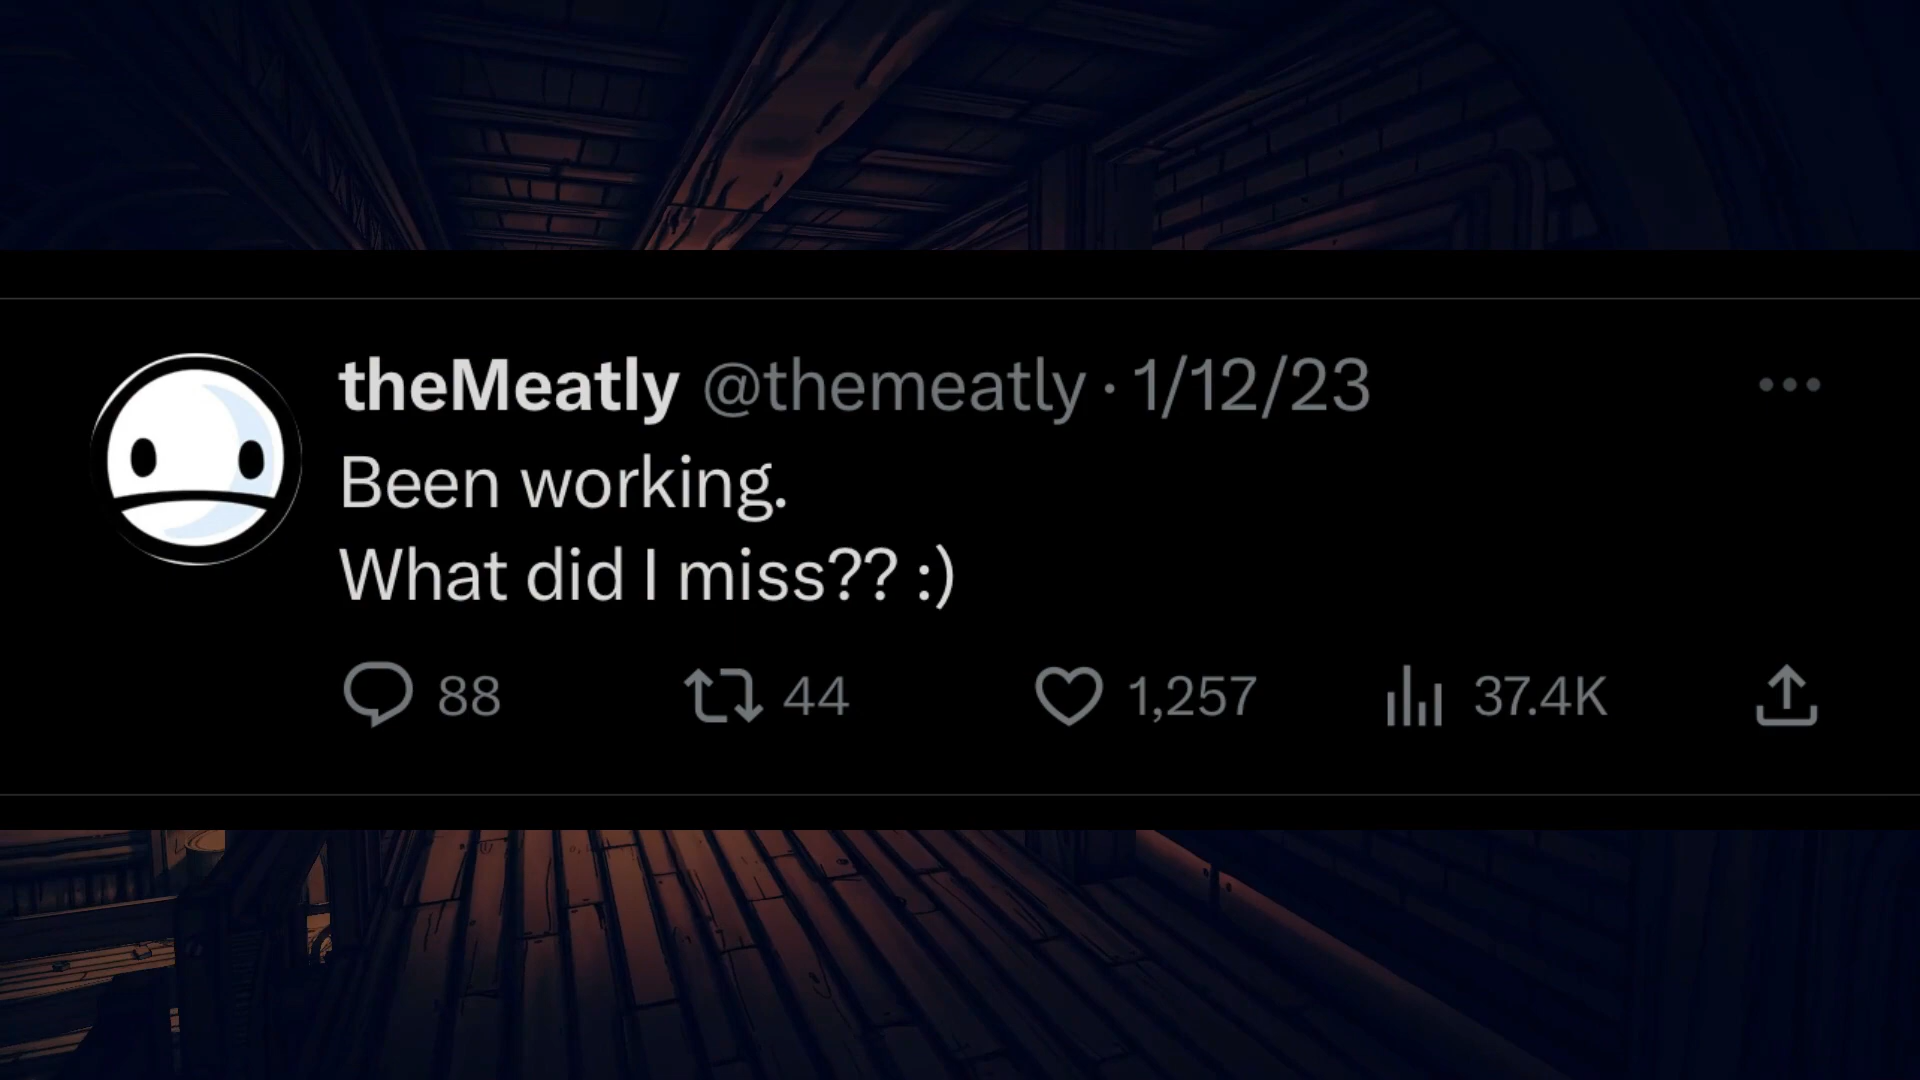 theMeatly @themeatly · 1/12/23
Been working.
What did I miss?? :)
88 44 1,257 37.4K